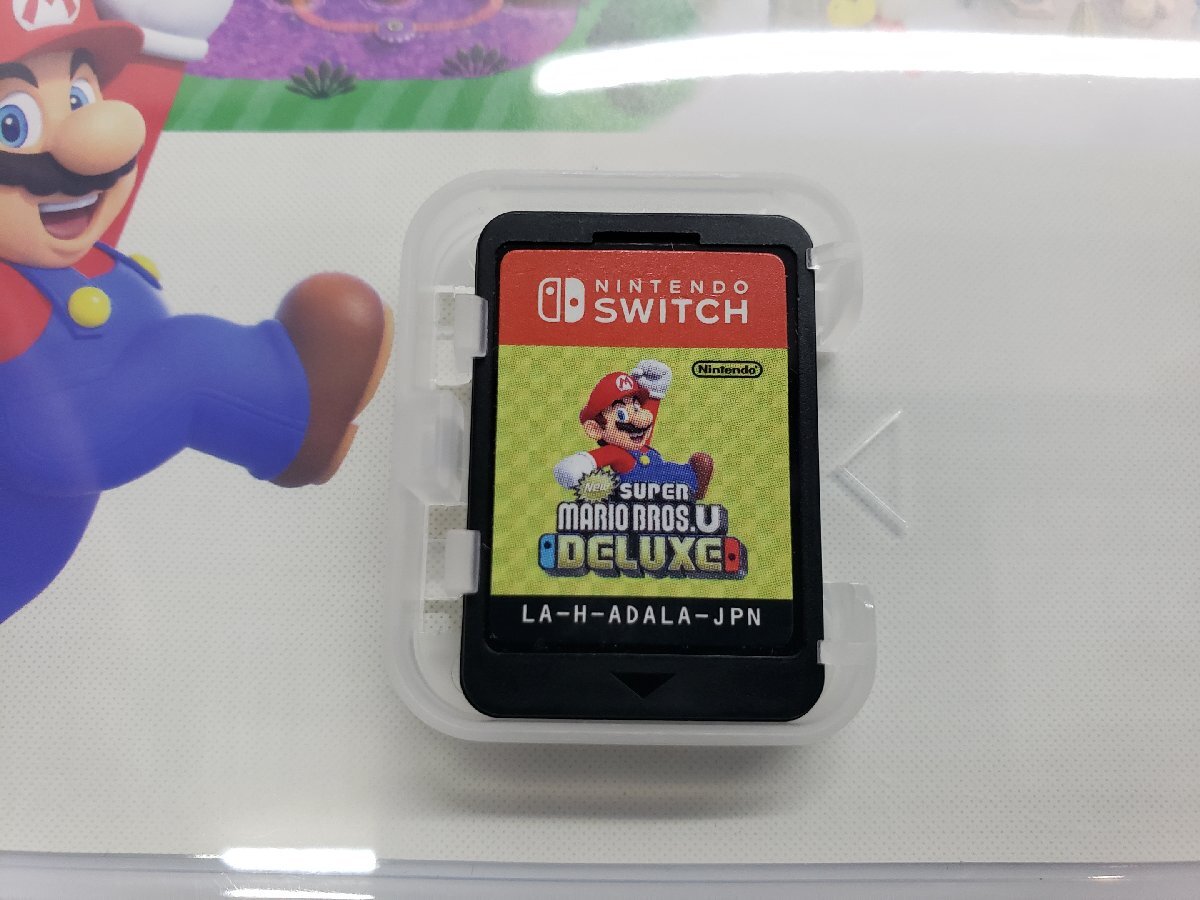 M
NINTENDO
SWITCH
Nintendo
M
New
SUPER
MARIO BROS. U
DELUXE
LA-H-ADALA-JPN